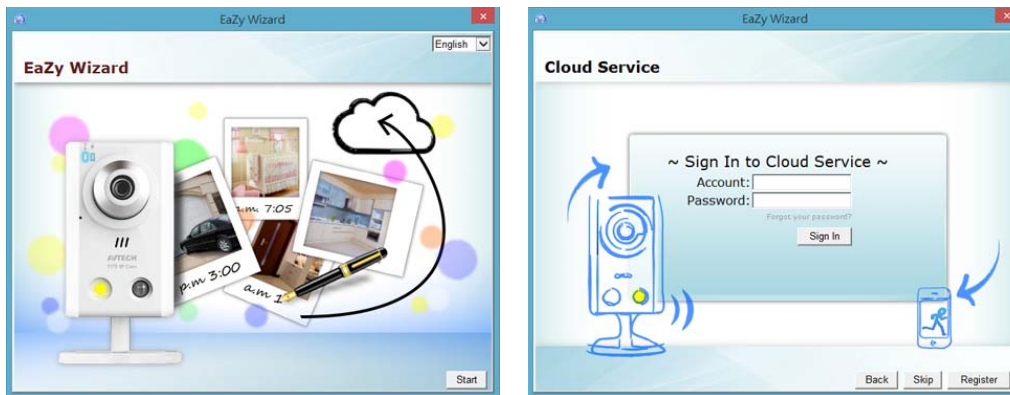 EaZy Wizard
English
EaZy Wizard
a.m. 7:05
AVTECH
p.m 3:00
a.m 1
Start
EaZy Wizard
Cloud Service
~ Sign In to Cloud Service ~
Account:
Password:
Forgot your password?
Sign In
Back Skip Register